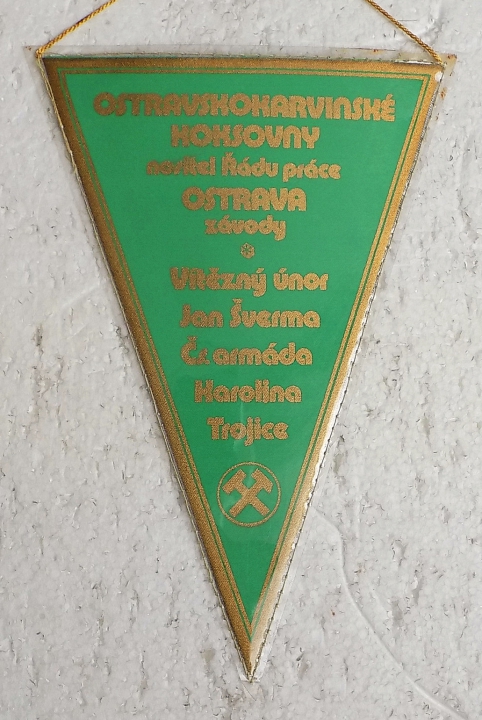 OSTRAVSKOKARVINSKÉ
KOKSOVNY
nositel Řádu práce
OSTRAVA
závody
Vítězný únor
Jan Šverma
Čs. armáda
Karolina
Trojice